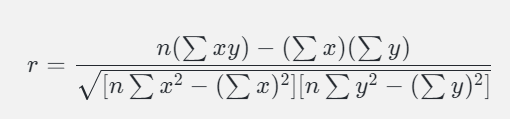 r = \frac{n(\sum xy) - (\sum x)(\sum y)}{\sqrt{[n \sum x^2 - (\sum x)^2][n \sum y^2 - (\sum y)^2]}}